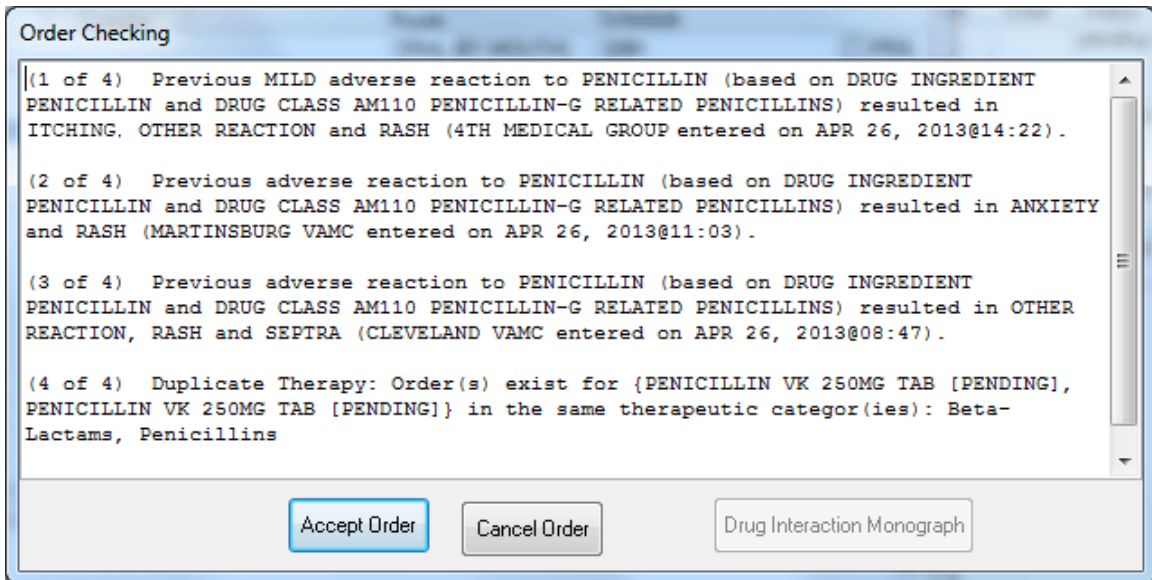 Order Checking
(1 of 4)  Previous MILD adverse reaction to PENICILLIN (based on DRUG INGREDIENT
PENICILLIN and DRUG CLASS AM110 PENICILLIN-G RELATED PENICILLINS) resulted in
ITCHING, OTHER REACTION and RASH (4TH MEDICAL GROUP entered on APR 26, 2013@14:22).
(2 of 4)  Previous adverse reaction to PENICILLIN (based on DRUG INGREDIENT
PENICILLIN and DRUG CLASS AM110 PENICILLIN-G RELATED PENICILLINS) resulted in ANXIETY
and RASH (MARTINSBURG VAMC entered on APR 26, 2013@11:03).
(3 of 4)  Previous adverse reaction to PENICILLIN (based on DRUG INGREDIENT
PENICILLIN and DRUG CLASS AM110 PENICILLIN-G RELATED PENICILLINS) resulted in OTHER
REACTION, RASH and SEPTRA (CLEVELAND VAMC entered on APR 26, 2013@08:47).
(4 of 4)  Duplicate Therapy: Order(s) exist for {PENICILLIN VK 250MG TAB [PENDING],
PENICILLIN VK 250MG TAB [PENDING]} in the same therapeutic categor(ies): Beta-
Lactams, Penicillins
Accept Order
Cancel Order
Drug Interaction Monograph